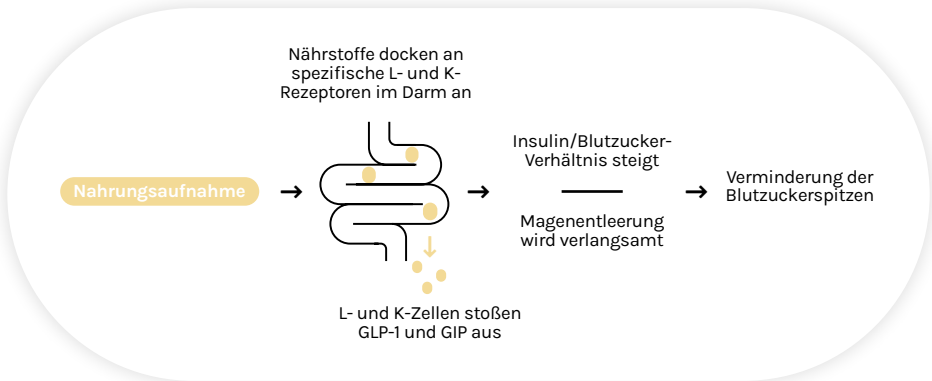 Nahrungsaufnahme
Nährstoffe docken an
spezifische L- und K-
Rezeptoren im Darm an
L- und K-Zellen stoßen
GLP-1 und GIP aus
Insulin/Blutzucker-
Verhältnis steigt
Magenentleerung
wird verlangsamt
Verminderung der
Blutzuckerspitzen